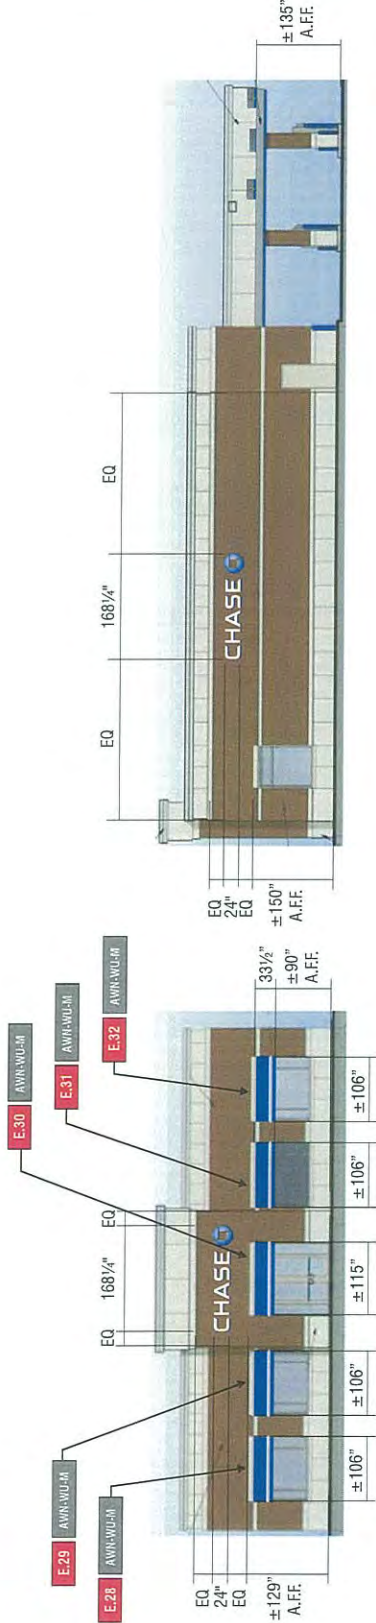 E.28 AWN-WU-M
E.29 AWN-WU-M
E.30 AWN-WU-M
E.31 AWN-WU-M
E.32 AWN-WU-M
EQ
168¼"
EQ
CHASE
EQ
24"
EQ
±129"
A.F.F.
33½"
±90"
A.F.F.
±106"
±106"
±115"
±106"
±106"
EQ
168¼"
EQ
CHASE
EQ
24"
EQ
±150"
A.F.F.
±135"
A.F.F.